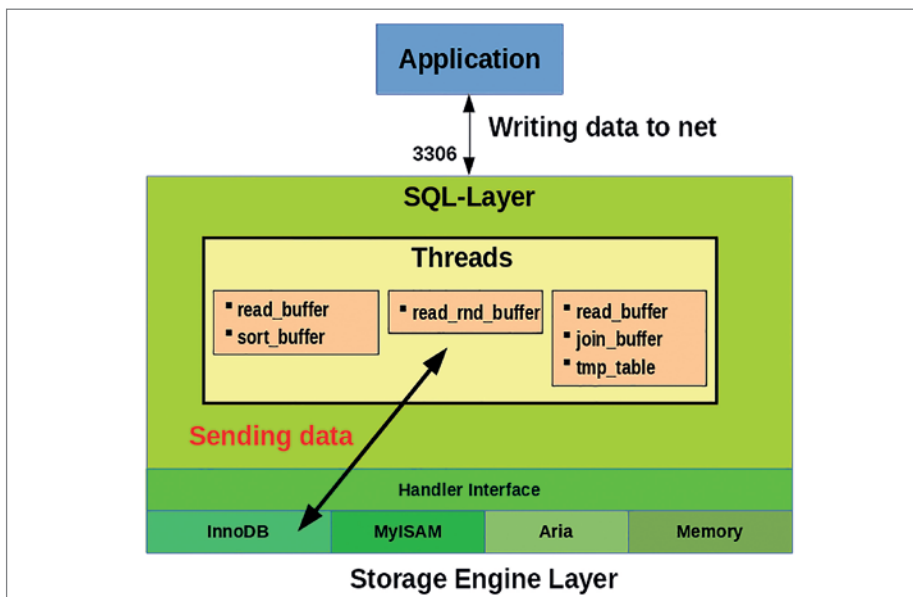 Application
Writing data to net
3306
SQL-Layer
Threads
▪ read_buffer
▪ sort_buffer
▪ read_rnd_buffer
▪ read_buffer
▪ join_buffer
▪ tmp_table
Sending data
Handler Interface
InnoDB
MyISAM
Aria
Memory
Storage Engine Layer